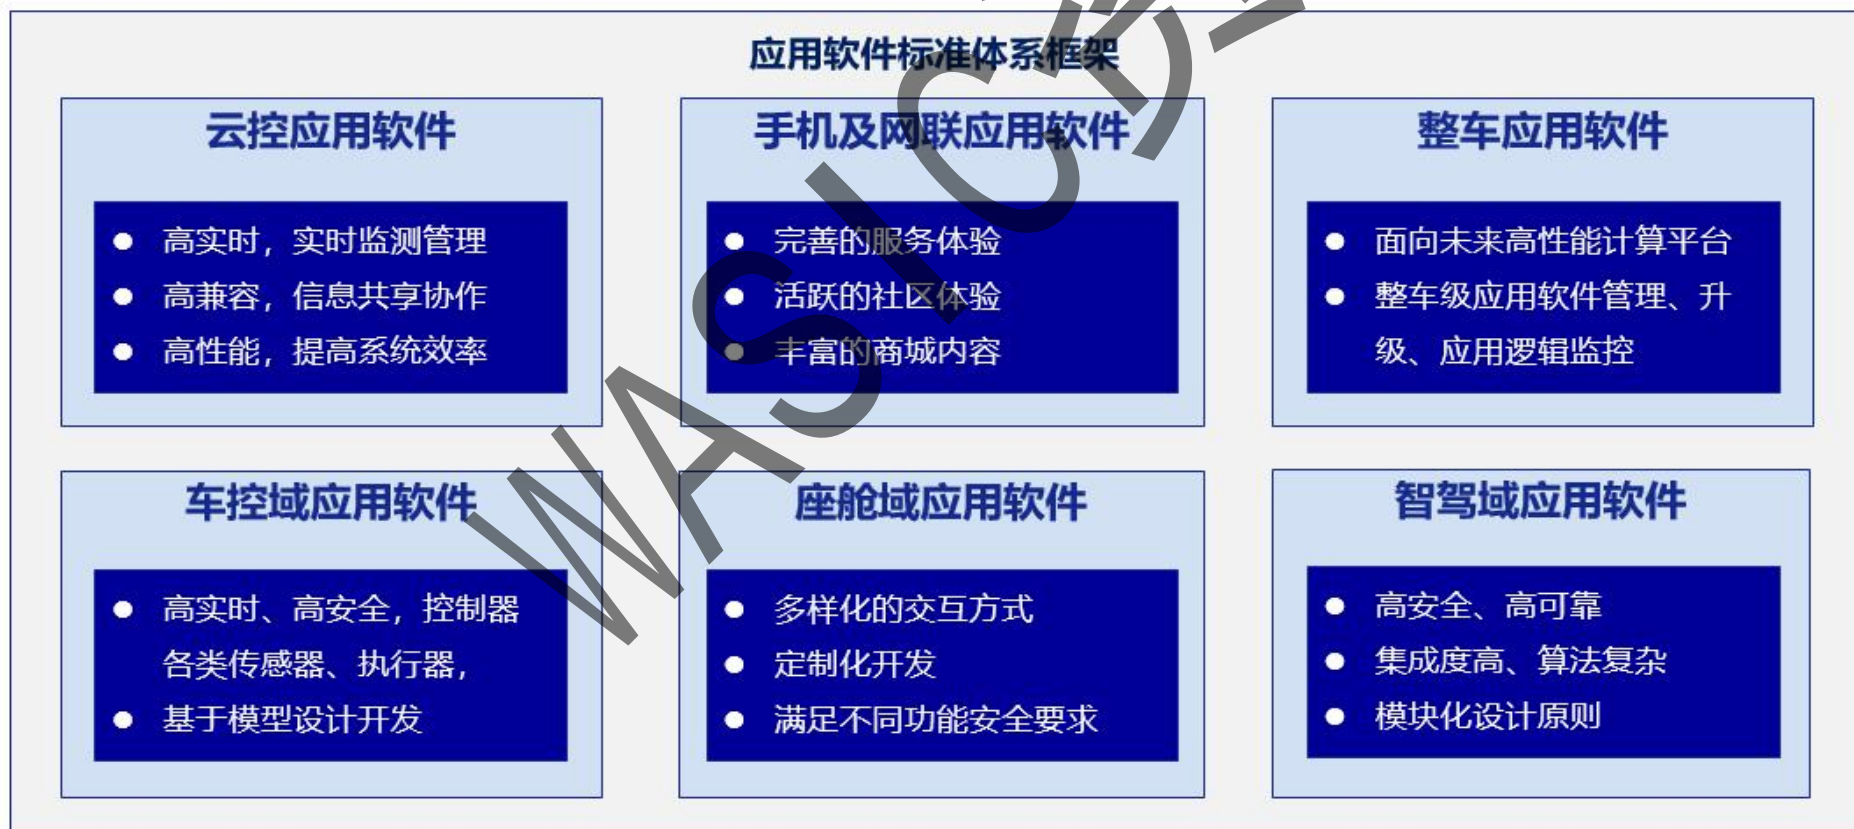 应用软件标准体系框架
云控应用软件
高实时，实时监测管理
高兼容，信息共享协作
高性能，提高系统效率
手机及网联应用软件
完善的服务体验
活跃的社区体验
丰富的商城内容
整车应用软件
面向未来高性能计算平台
整车级应用软件管理、升
级、应用逻辑监控
车控域应用软件
高实时、高安全，控制器
各类传感器、执行器，
基于模型设计开发
座舱域应用软件
多样化的交互方式
定制化开发
满足不同功能安全要求
智驾域应用软件
高安全、高可靠
集成度高、算法复杂
模块化设计原则
WASIC